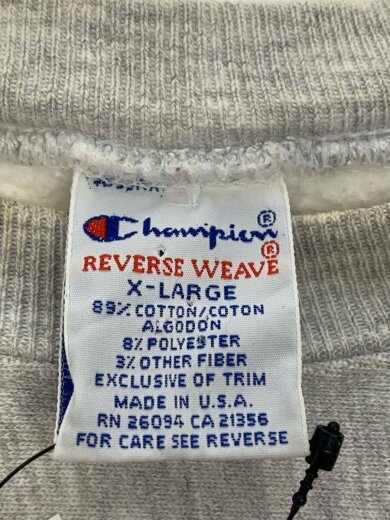 Champion®
REVERSE WEAVE®
X-LARGE
89% COTTON/COTON
ALGODON
8% POLYESTER
3% OTHER FIBER
EXCLUSIVE OF TRIM
MADE IN U.S.A.
RN 26094 CA 21356
FOR CARE SEE REVERSE